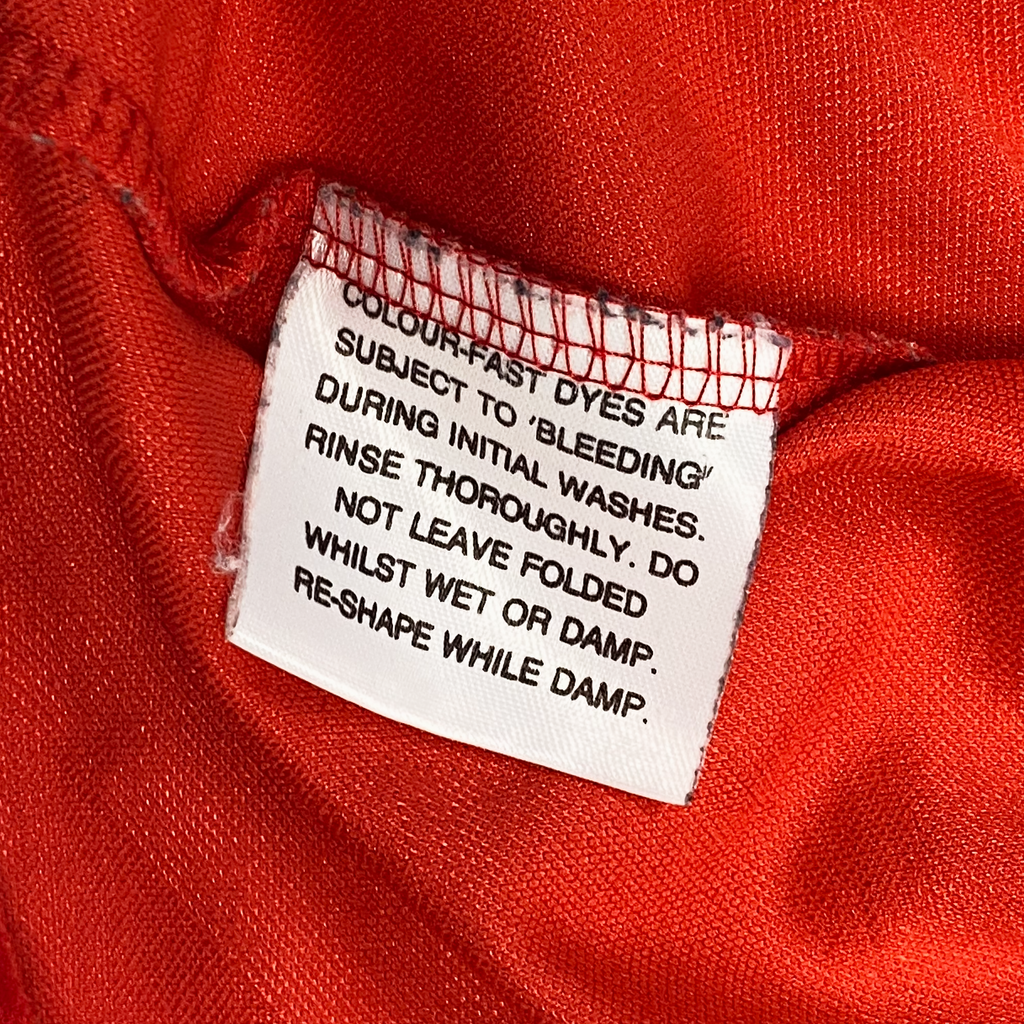 COLOUR-FAST DYES ARE
SUBJECT TO 'BLEEDING'
DURING INITIAL WASHES.
RINSE THOROUGHLY. DO
NOT LEAVE FOLDED
WHILST WET OR DAMP.
RE-SHAPE WHILE DAMP.